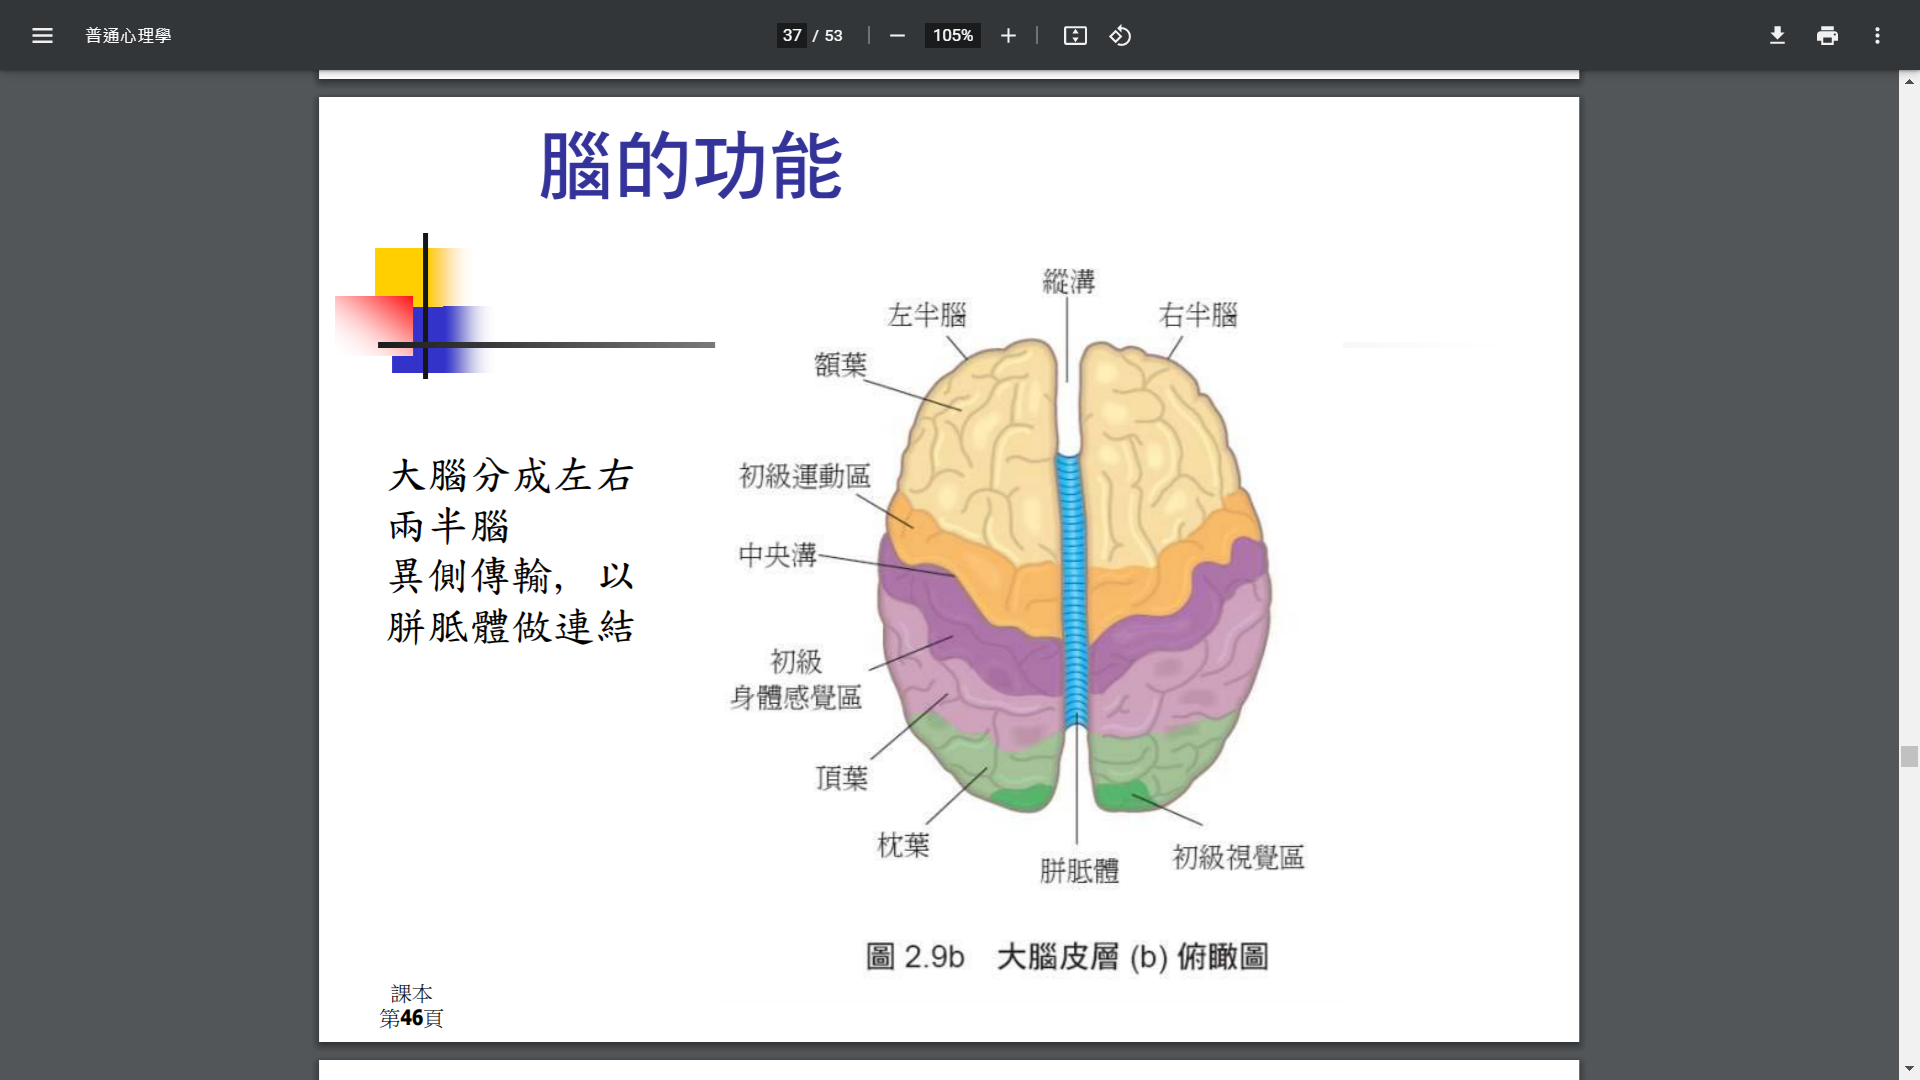 普通心理學
37 / 53
105%
腦的功能
縱溝
左半腦
右半腦
額葉
初級運動區
中央溝
初級
身體感覺區
頂葉
枕葉
胼胝體
初級視覺區
大腦分成左右
兩半腦
異側傳輸，以
胼胝體做連結
圖 2.9b 大腦皮層 (b) 俯瞰圖
課本
第46頁